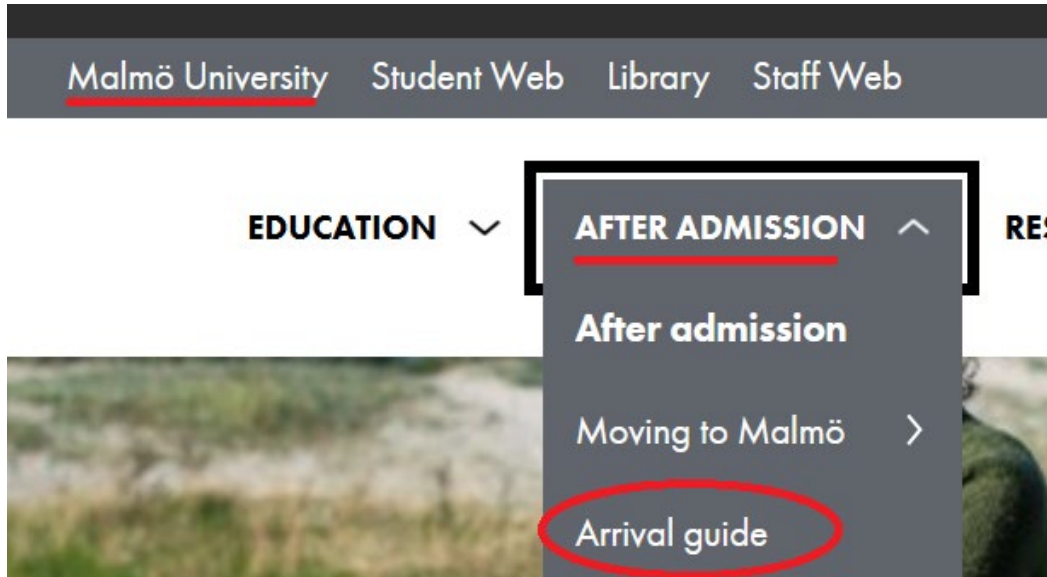 Malmö University Student Web Library Staff Web
EDUCATION AFTER ADMISSION
After admission
Moving to Malmö
Arrival guide